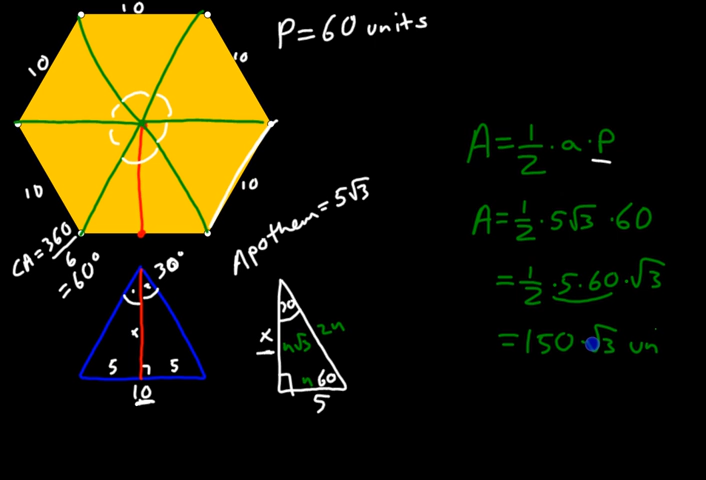 10
P=60 units
10
10
10
10
CA=360/6
=60°
30°
Apothem=5√3
x
5
5
10
30
x
n√3
2n
n
60
5
A=1/2·a·P
A=1/2·5√3·60
=1/2·5·60·√3
=150·√3 un